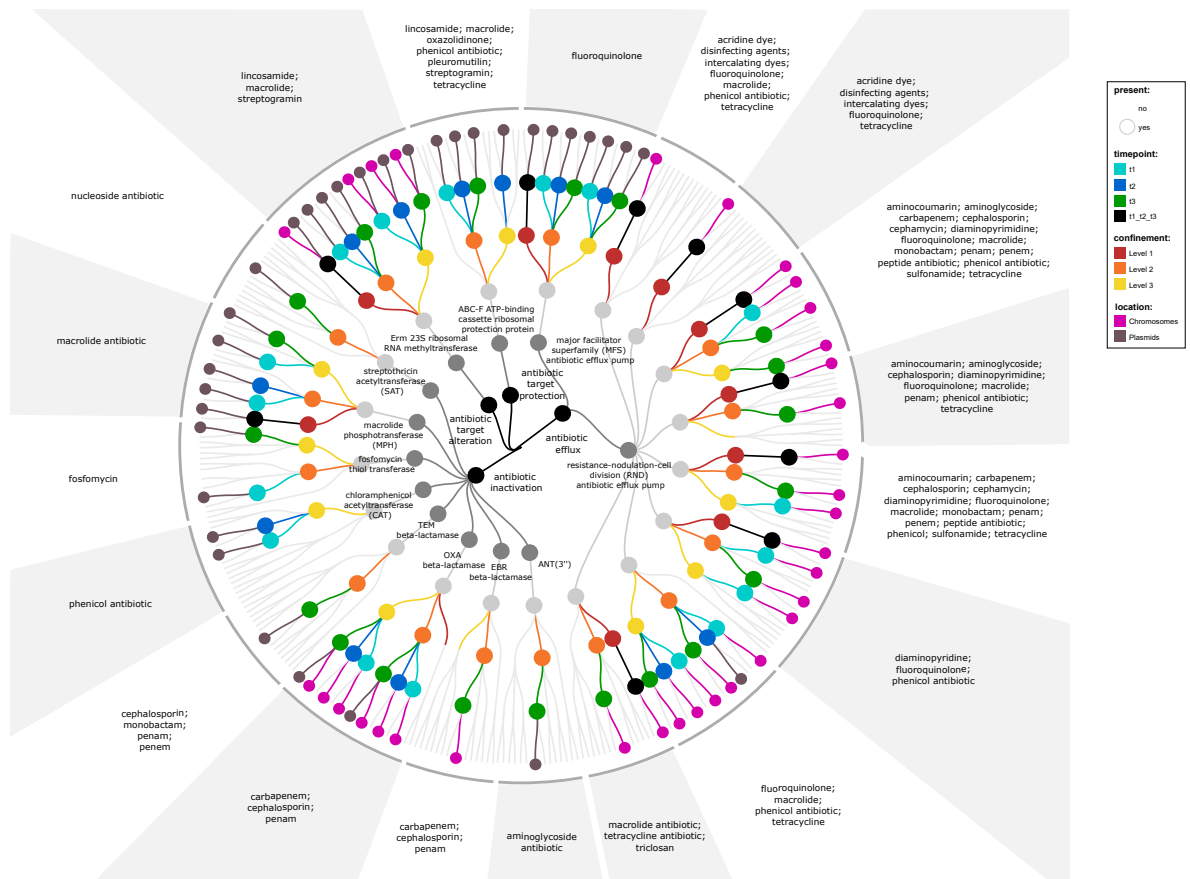 lincosamide; macrolide;
oxazolidinone;
phenicol antibiotic;
pleuromutilin;
streptogramin;
tetracycline
fluoroquinolone
acridine dye;
disinfecting agents;
intercalating dyes;
fluoroquinolone;
macrolide;
phenicol antibiotic;
tetracycline
lincosamide;
macrolide;
streptogramin
acridine dye;
disinfecting agents;
intercalating dyes;
fluoroquinolone;
tetracycline
present:
no
yes
timepoint:
t1
t2
t3
t1_t2_t3
confinement:
Level 1
Level 2
Level 3
location:
Chromosomes
Plasmids
nucleoside antibiotic
aminocoumarin; aminoglycoside;
carbapenem; cephalosporin;
cephamycin; diaminopyrimidine;
fluoroquinolone; macrolide;
monobactam; penam; penem;
peptide antibiotic; phenicol antibiotic;
sulfonamide; tetracycline
macrolide antibiotic
aminocoumarin; aminoglycoside;
cephalosporin; diaminopyrimidine;
fluoroquinolone; macrolide;
penam; phenicol antibiotic;
tetracycline
ABC-F ATP-binding
cassette ribosomal
protection protein
Erm 23S ribosomal
RNA methyltransferase
major facilitator
superfamily (MFS)
antibiotic efflux pump
streptothricin
acetyltransferase
(SAT)
antibiotic
target
protection
macrolide
phosphotransferase
(MPH)
antibiotic
target
alteration
antibiotic
efflux
fosfomycin
thiol transferase
resistance-nodulation-cell
division (RND)
antibiotic efflux pump
antibiotic
inactivation
chloramphenicol
acetyltransferase
(CAT)
TEM
beta-lactamase
OXA
beta-lactamase
EBR
beta-lactamase
ANT(3'')
fosfomycin
aminocoumarin; carbapenem;
cephalosporin; cephamycin;
diaminopyrimidine; fluoroquinolone;
macrolide; monobactam; penam;
penem; peptide antibiotic;
phenicol; sulfonamide; tetracycline
phenicol antibiotic
diaminopyridine;
fluoroquinolone;
phenicol antibiotic
cephalosporin;
monobactam;
penam;
penem
carbapenem;
cephalosporin;
penam
carbapenem;
cephalosporin;
penam
aminoglycoside
antibiotic
macrolide antibiotic;
tetracycline antibiotic;
triclosan
fluoroquinolone;
macrolide;
phenicol antibiotic;
tetracycline